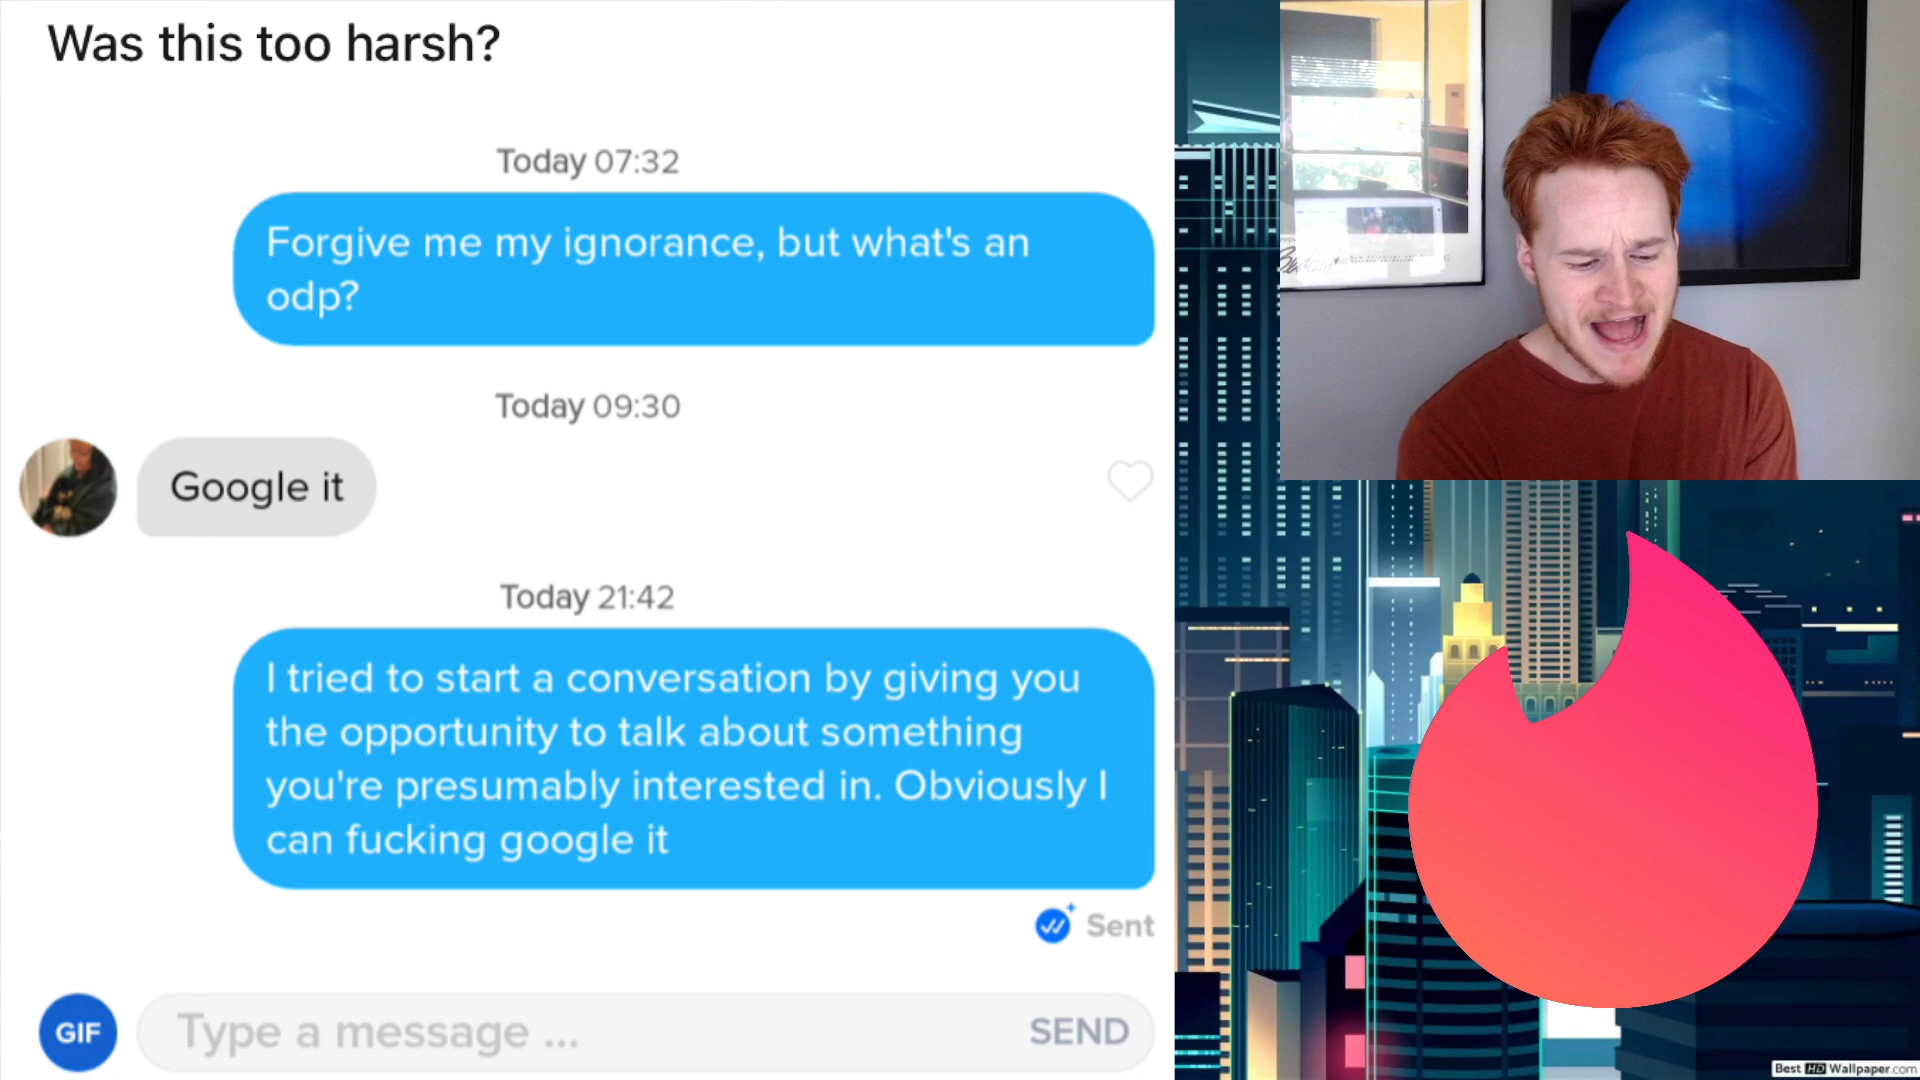 Was this too harsh?
Today 07:32
Forgive me my ignorance, but what's an
odp?
Today 09:30
Google it
Today 21:42
I tried to start a conversation by giving you
the opportunity to talk about something
you're presumably interested in. Obviously I
can fucking google it
Sent
GIF
Type a message ...
SEND
Best HD Wallpaper.com